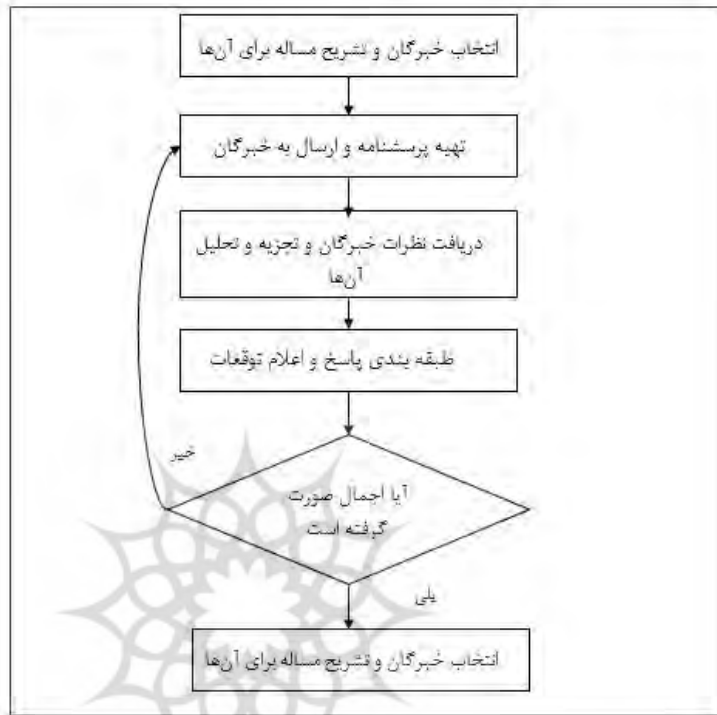 انتخاب خبرگان و تشریح مساله برای آن‌ها
تهیه پرسشنامه و ارسال به خبرگان
دریافت نظرات خبرگان و تجزیه و تحلیل
آن‌ها
طبقه بندی پاسخ و اعلام توقعات
خیر
آیا اجمال صورت
گرفته است
بلی
انتخاب خبرگان و تشریح مساله برای آن‌ها